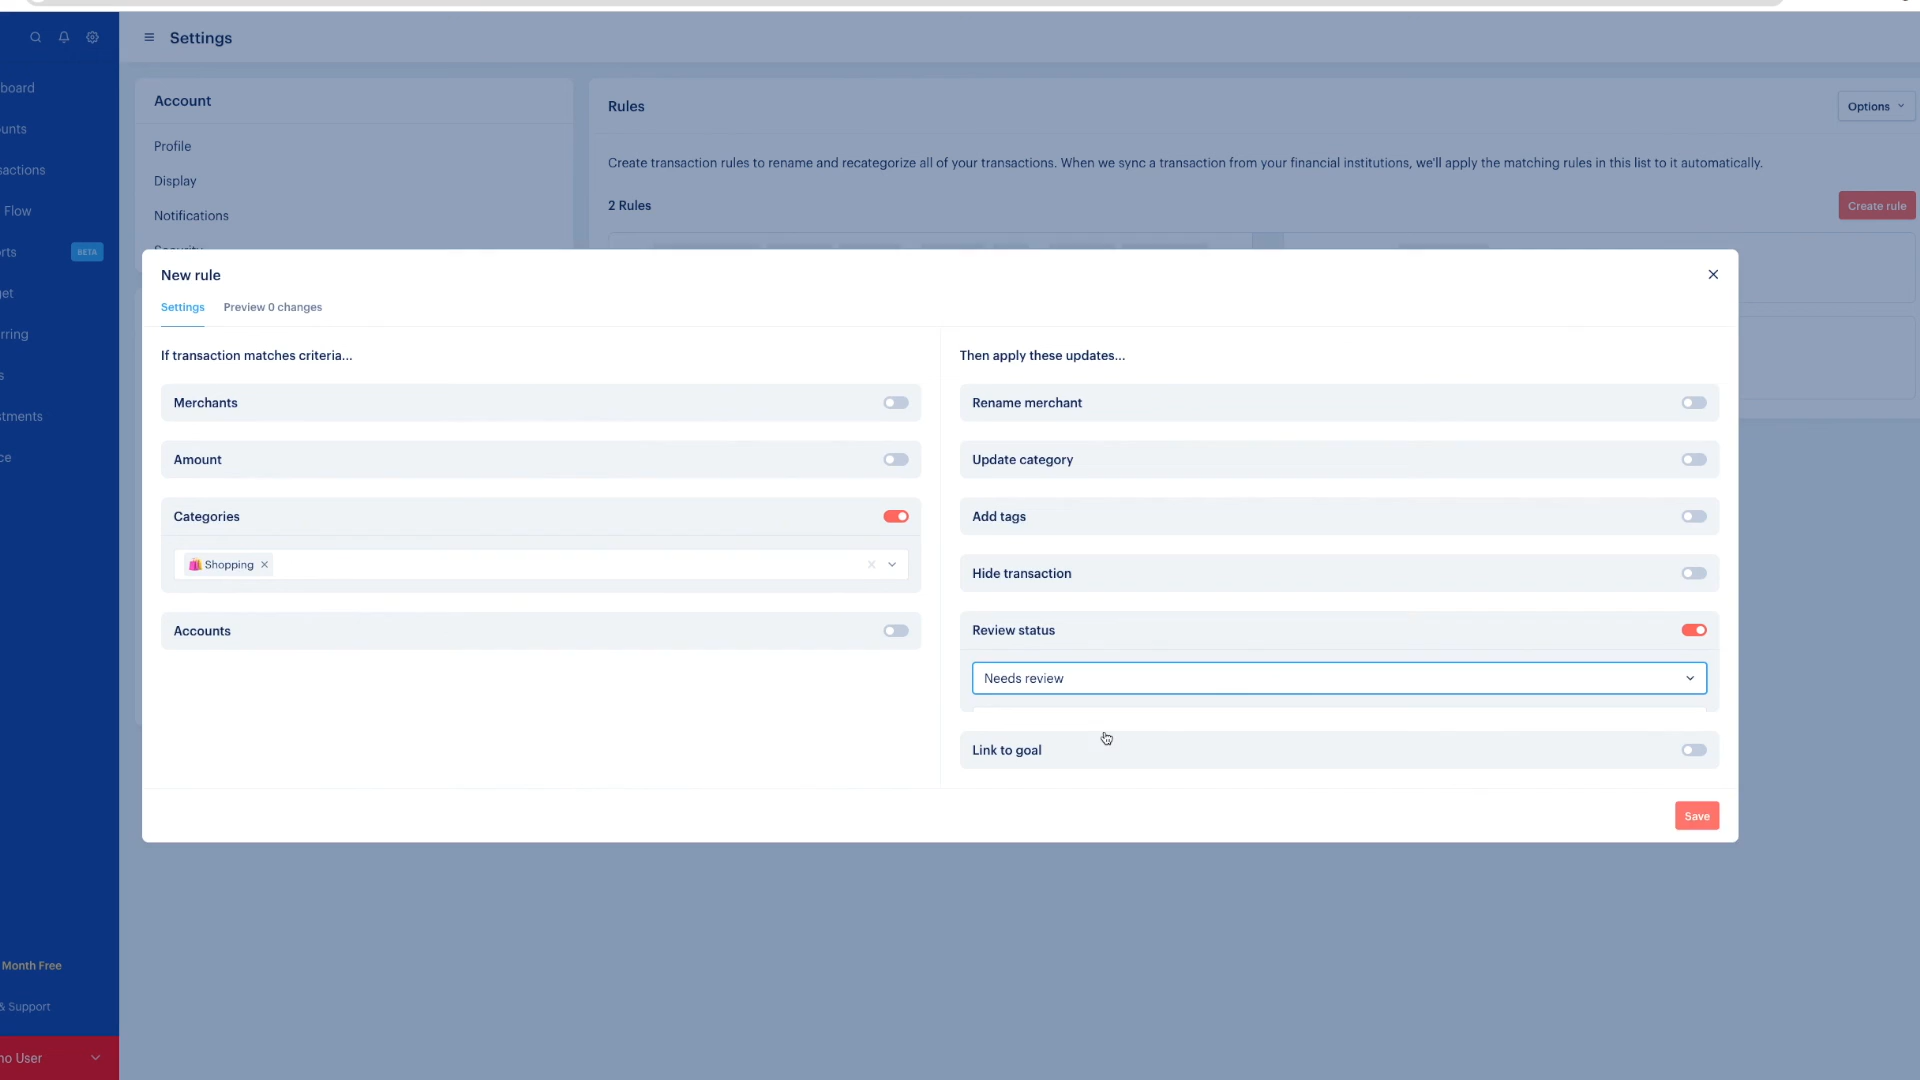 Settings
board
unts
sactions
Flow
rts
BETA
get
rring
s
stments
ce
Month Free
& Support
no User
Account
Profile
Display
Notifications
Rules
Options
Create transaction rules to rename and recategorize all of your transactions. When we sync a transaction from your financial institutions, we'll apply the matching rules in this list to it automatically.
2 Rules
Create rule
New rule
Settings
Preview 0 changes
If transaction matches criteria...
Merchants
Amount
Categories
Shopping
Accounts
Then apply these updates...
Rename merchant
Update category
Add tags
Hide transaction
Review status
Needs review
Link to goal
Save